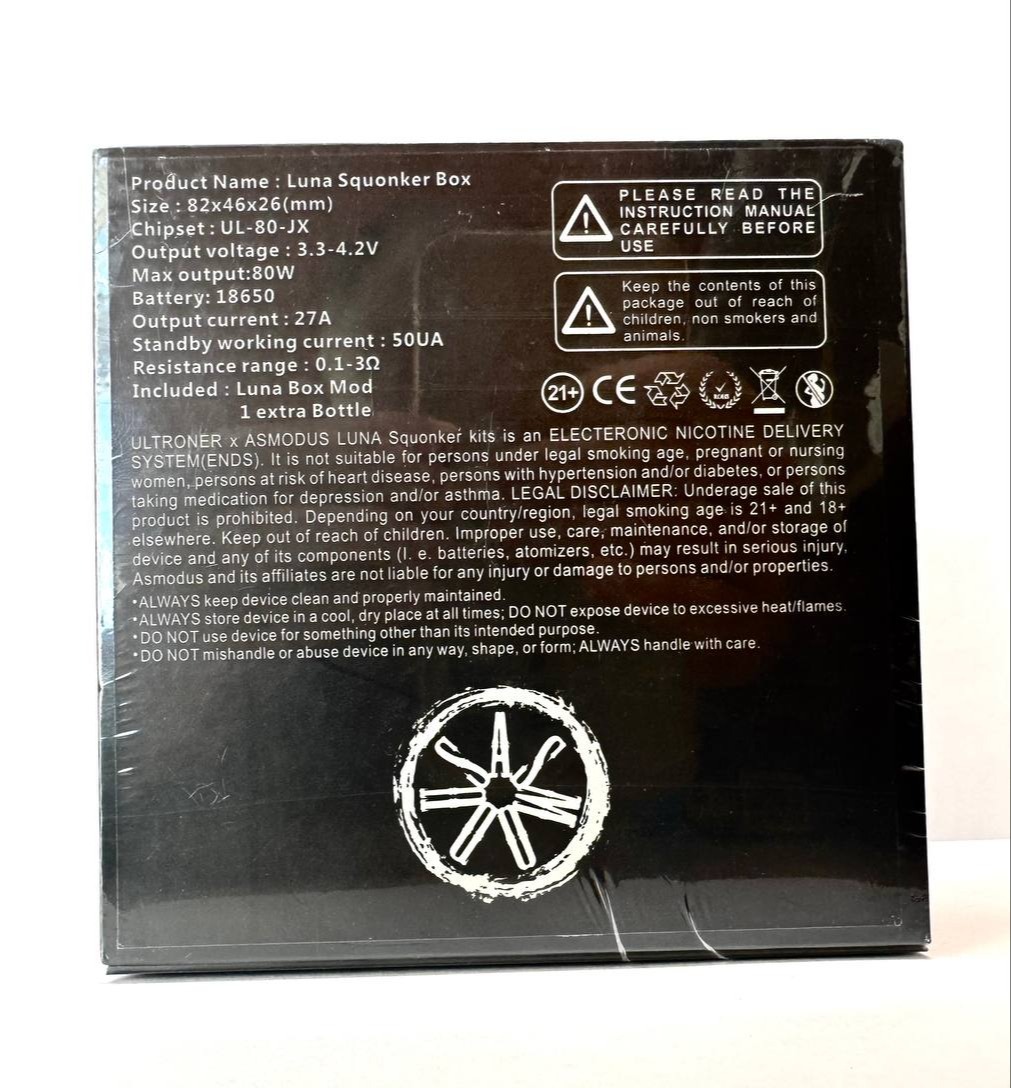 Product Name : Luna Squonker Box
Size : 82x46x26(mm)
Chipset : UL-80-JX
Output voltage : 3.3-4.2V
Max output:80W
Battery: 18650
Output current : 27A
Standby working current : 50UA
Resistance range : 0.1-3Ω
Included : Luna Box Mod
1 extra Bottle
PLEASE READ THE
INSTRUCTION MANUAL
CAREFULLY BEFORE
USE
Keep the contents of this
package out of reach of
children, non smokers and
animals.
21+ CE
ULTRONER x ASMODUS LUNA Squonker kits is an ELECTERONIC NICOTINE DELIVERY
SYSTEM(ENDS). It is not suitable for persons under legal smoking age, pregnant or nursing
women, persons at risk of heart disease, persons with hypertension and/or diabetes, or persons
taking medication for depression and/or asthma. LEGAL DISCLAIMER: Underage sale of this
product is prohibited. Depending on your country/region, legal smoking age is 21+ and 18+
elsewhere. Keep out of reach of children. Improper use, care, maintenance, and/or storage of
device and any of its components (I. e. batteries, atomizers, etc.) may result in serious injury,
Asmodus and its affiliates are not liable for any injury or damage to persons and/or properties.
•ALWAYS keep device clean and properly maintained.
•ALWAYS store device in a cool, dry place at all times; DO NOT expose device to excessive heat/flames.
•DO NOT use device for something other than its intended purpose.
•DO NOT mishandle or abuse device in any way, shape, or form; ALWAYS handle with care.